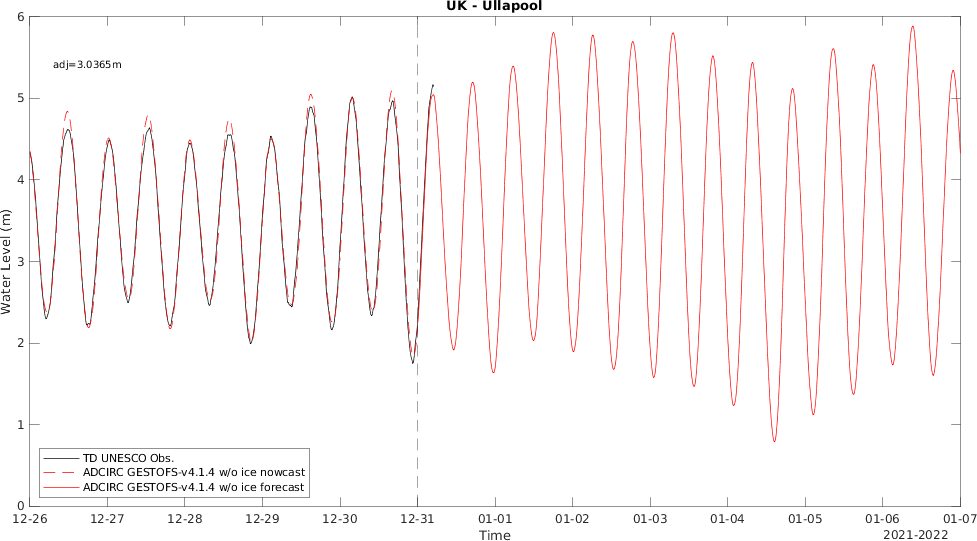 UK - Ullapool
6
adj=3.0365m
5
4
3
2
1
0
Water Level (m)
TD UNESCO Obs.
ADCIRC GESTOFS-v4.1.4 w/o ice nowcast
ADCIRC GESTOFS-v4.1.4 w/o ice forecast
12-26 12-27 12-28 12-29 12-30 12-31 01-01 01-02 01-03 01-04 01-05 01-06 01-07
Time
2021-2022